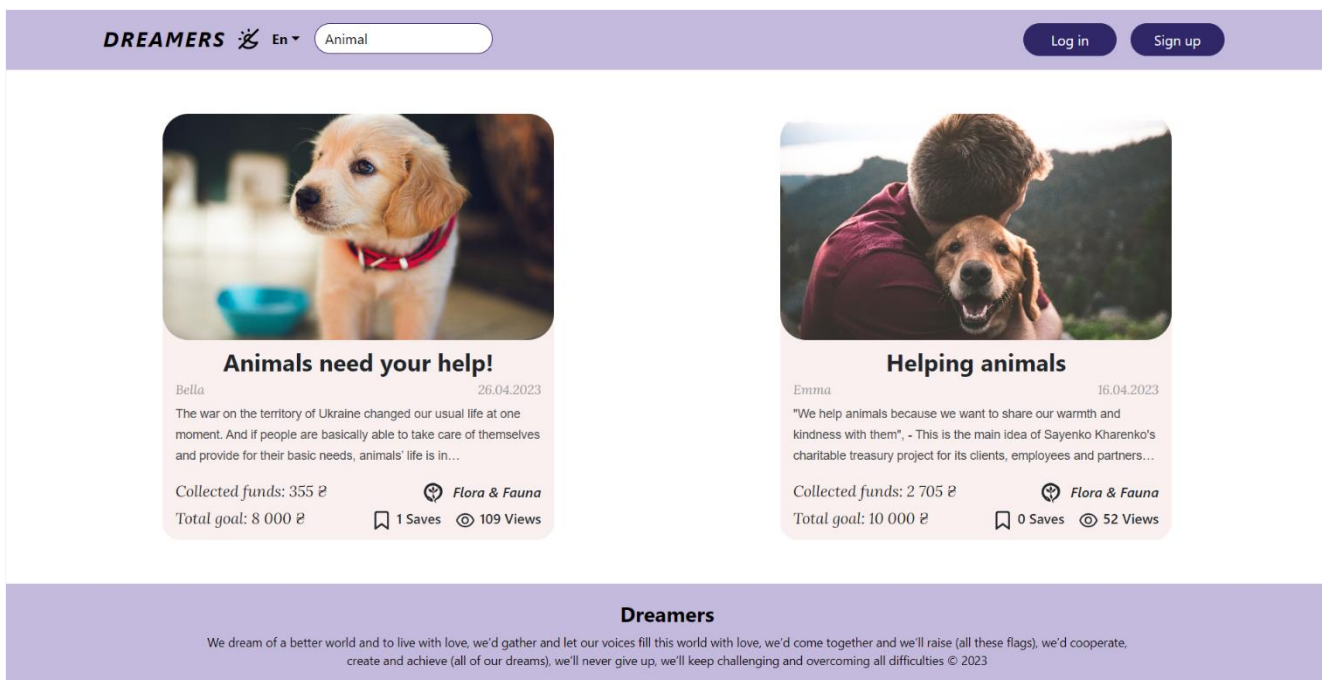 DREAMERS En Animal Log in Sign up
Animals need your help!
Bella 26.04.2023
The war on the territory of Ukraine changed our usual life at one
moment. And if people are basically able to take care of themselves
and provide for their basic needs, animals' life is in…
Collected funds: 355 ₴ Flora & Fauna
Total goal: 8 000 ₴ 1 Saves 109 Views
Helping animals
Emma 16.04.2023
"We help animals because we want to share our warmth and
kindness with them", - This is the main idea of Sayenko Kharenko's
charitable treasury project for its clients, employees and partners…
Collected funds: 2 705 ₴ Flora & Fauna
Total goal: 10 000 ₴ 0 Saves 52 Views
Dreamers
We dream of a better world and to live with love, we'd gather and let our voices fill this world with love, we'd come together and we'll raise (all these flags), we'd cooperate,
create and achieve (all of our dreams), we'll never give up, we'll keep challenging and overcoming all difficulties © 2023